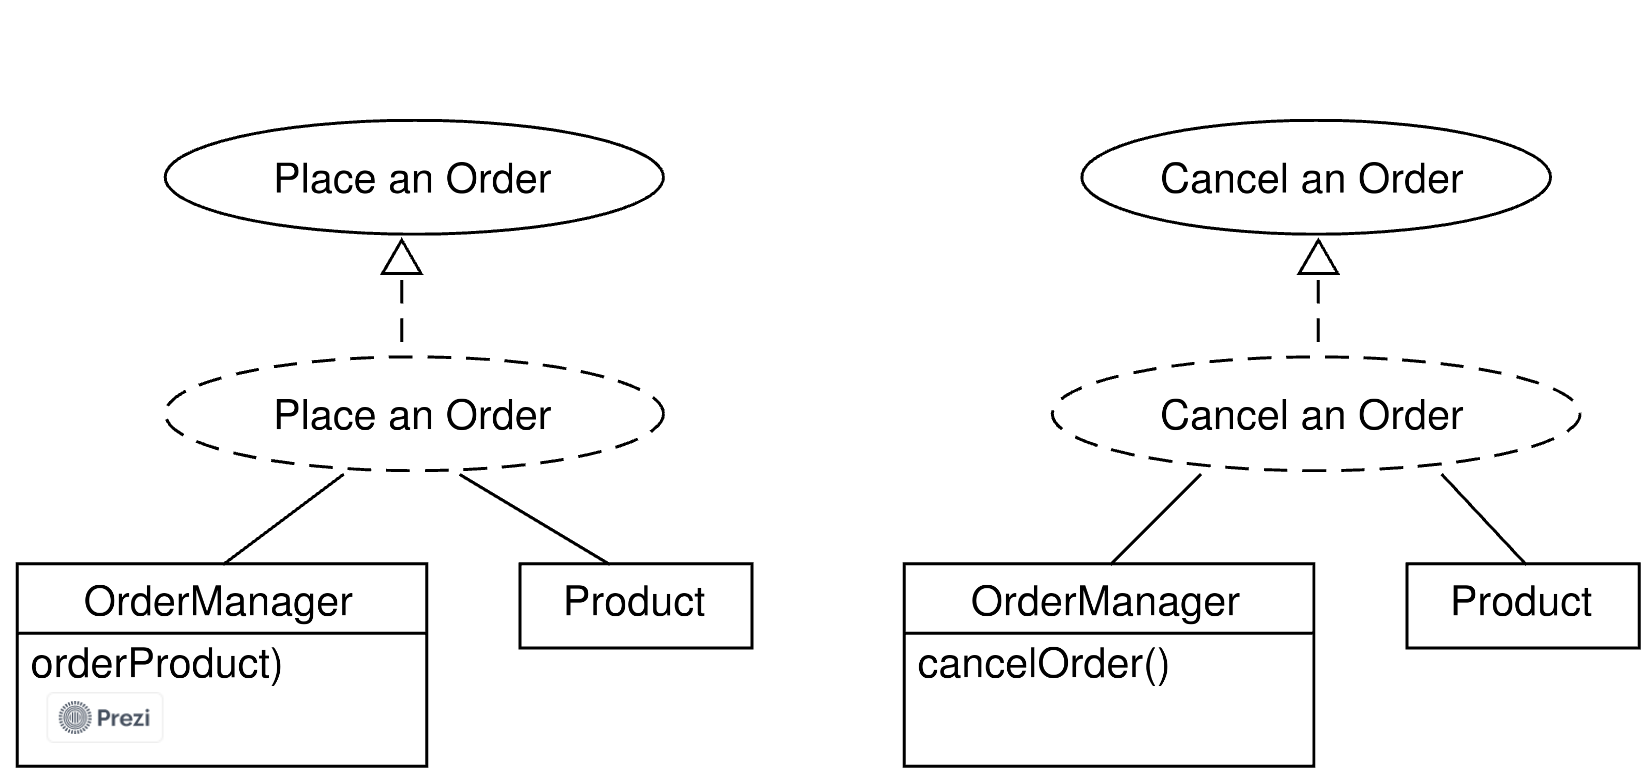 Place an Order
Cancel an Order
Place an Order
Cancel an Order
OrderManager
Product
OrderManager
Product
orderProduct)
cancelOrder()
Prezi